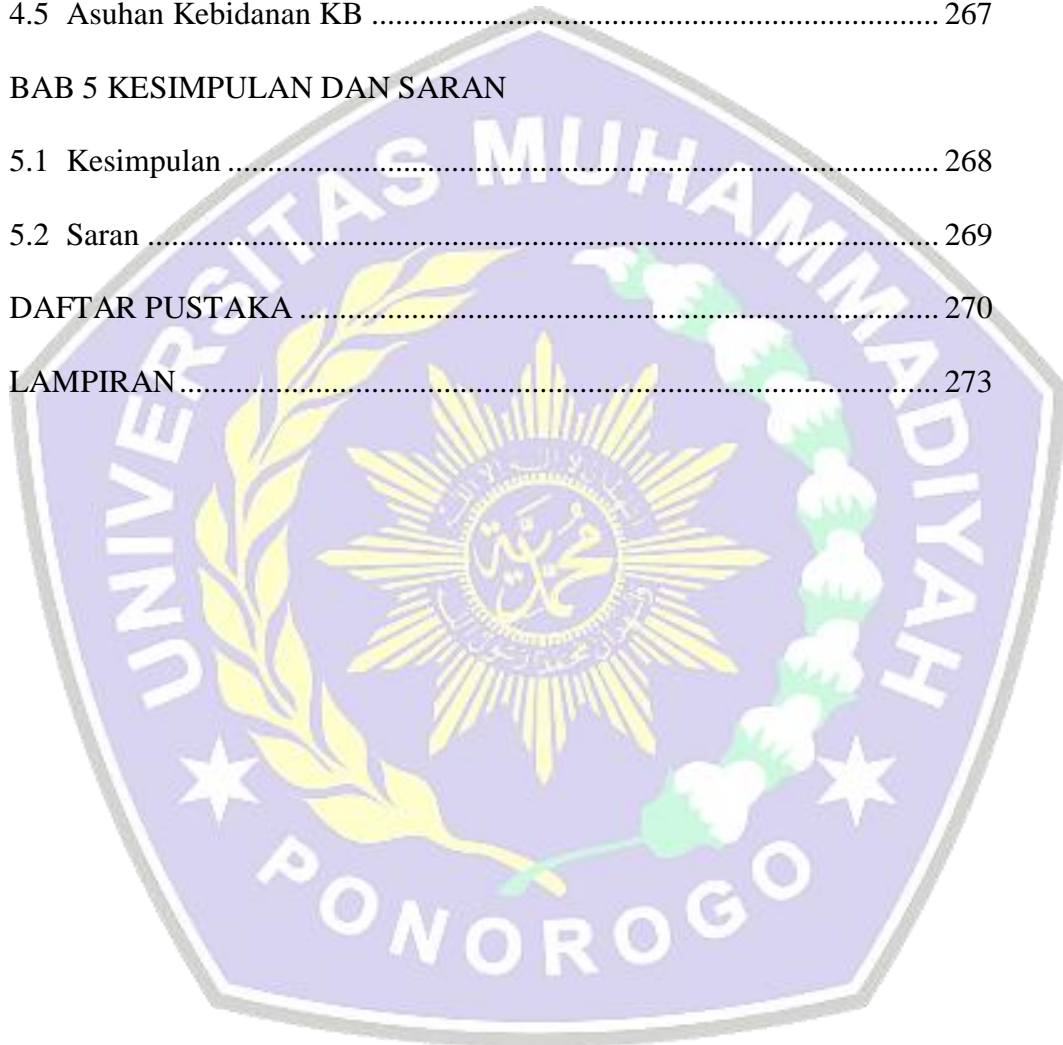 4.5 Asuhan Kebidanan KB ........................................................................ 267
BAB 5 KESIMPULAN DAN SARAN
5.1 Kesimpulan .......................................................................................... 268
5.2 Saran .................................................................................................... 269
DAFTAR PUSTAKA ................................................................................. 270
LAMPIRAN ................................................................................................ 273
UNIVERSITAS MUHAMMADIYAH
PONOROGO
محمدية